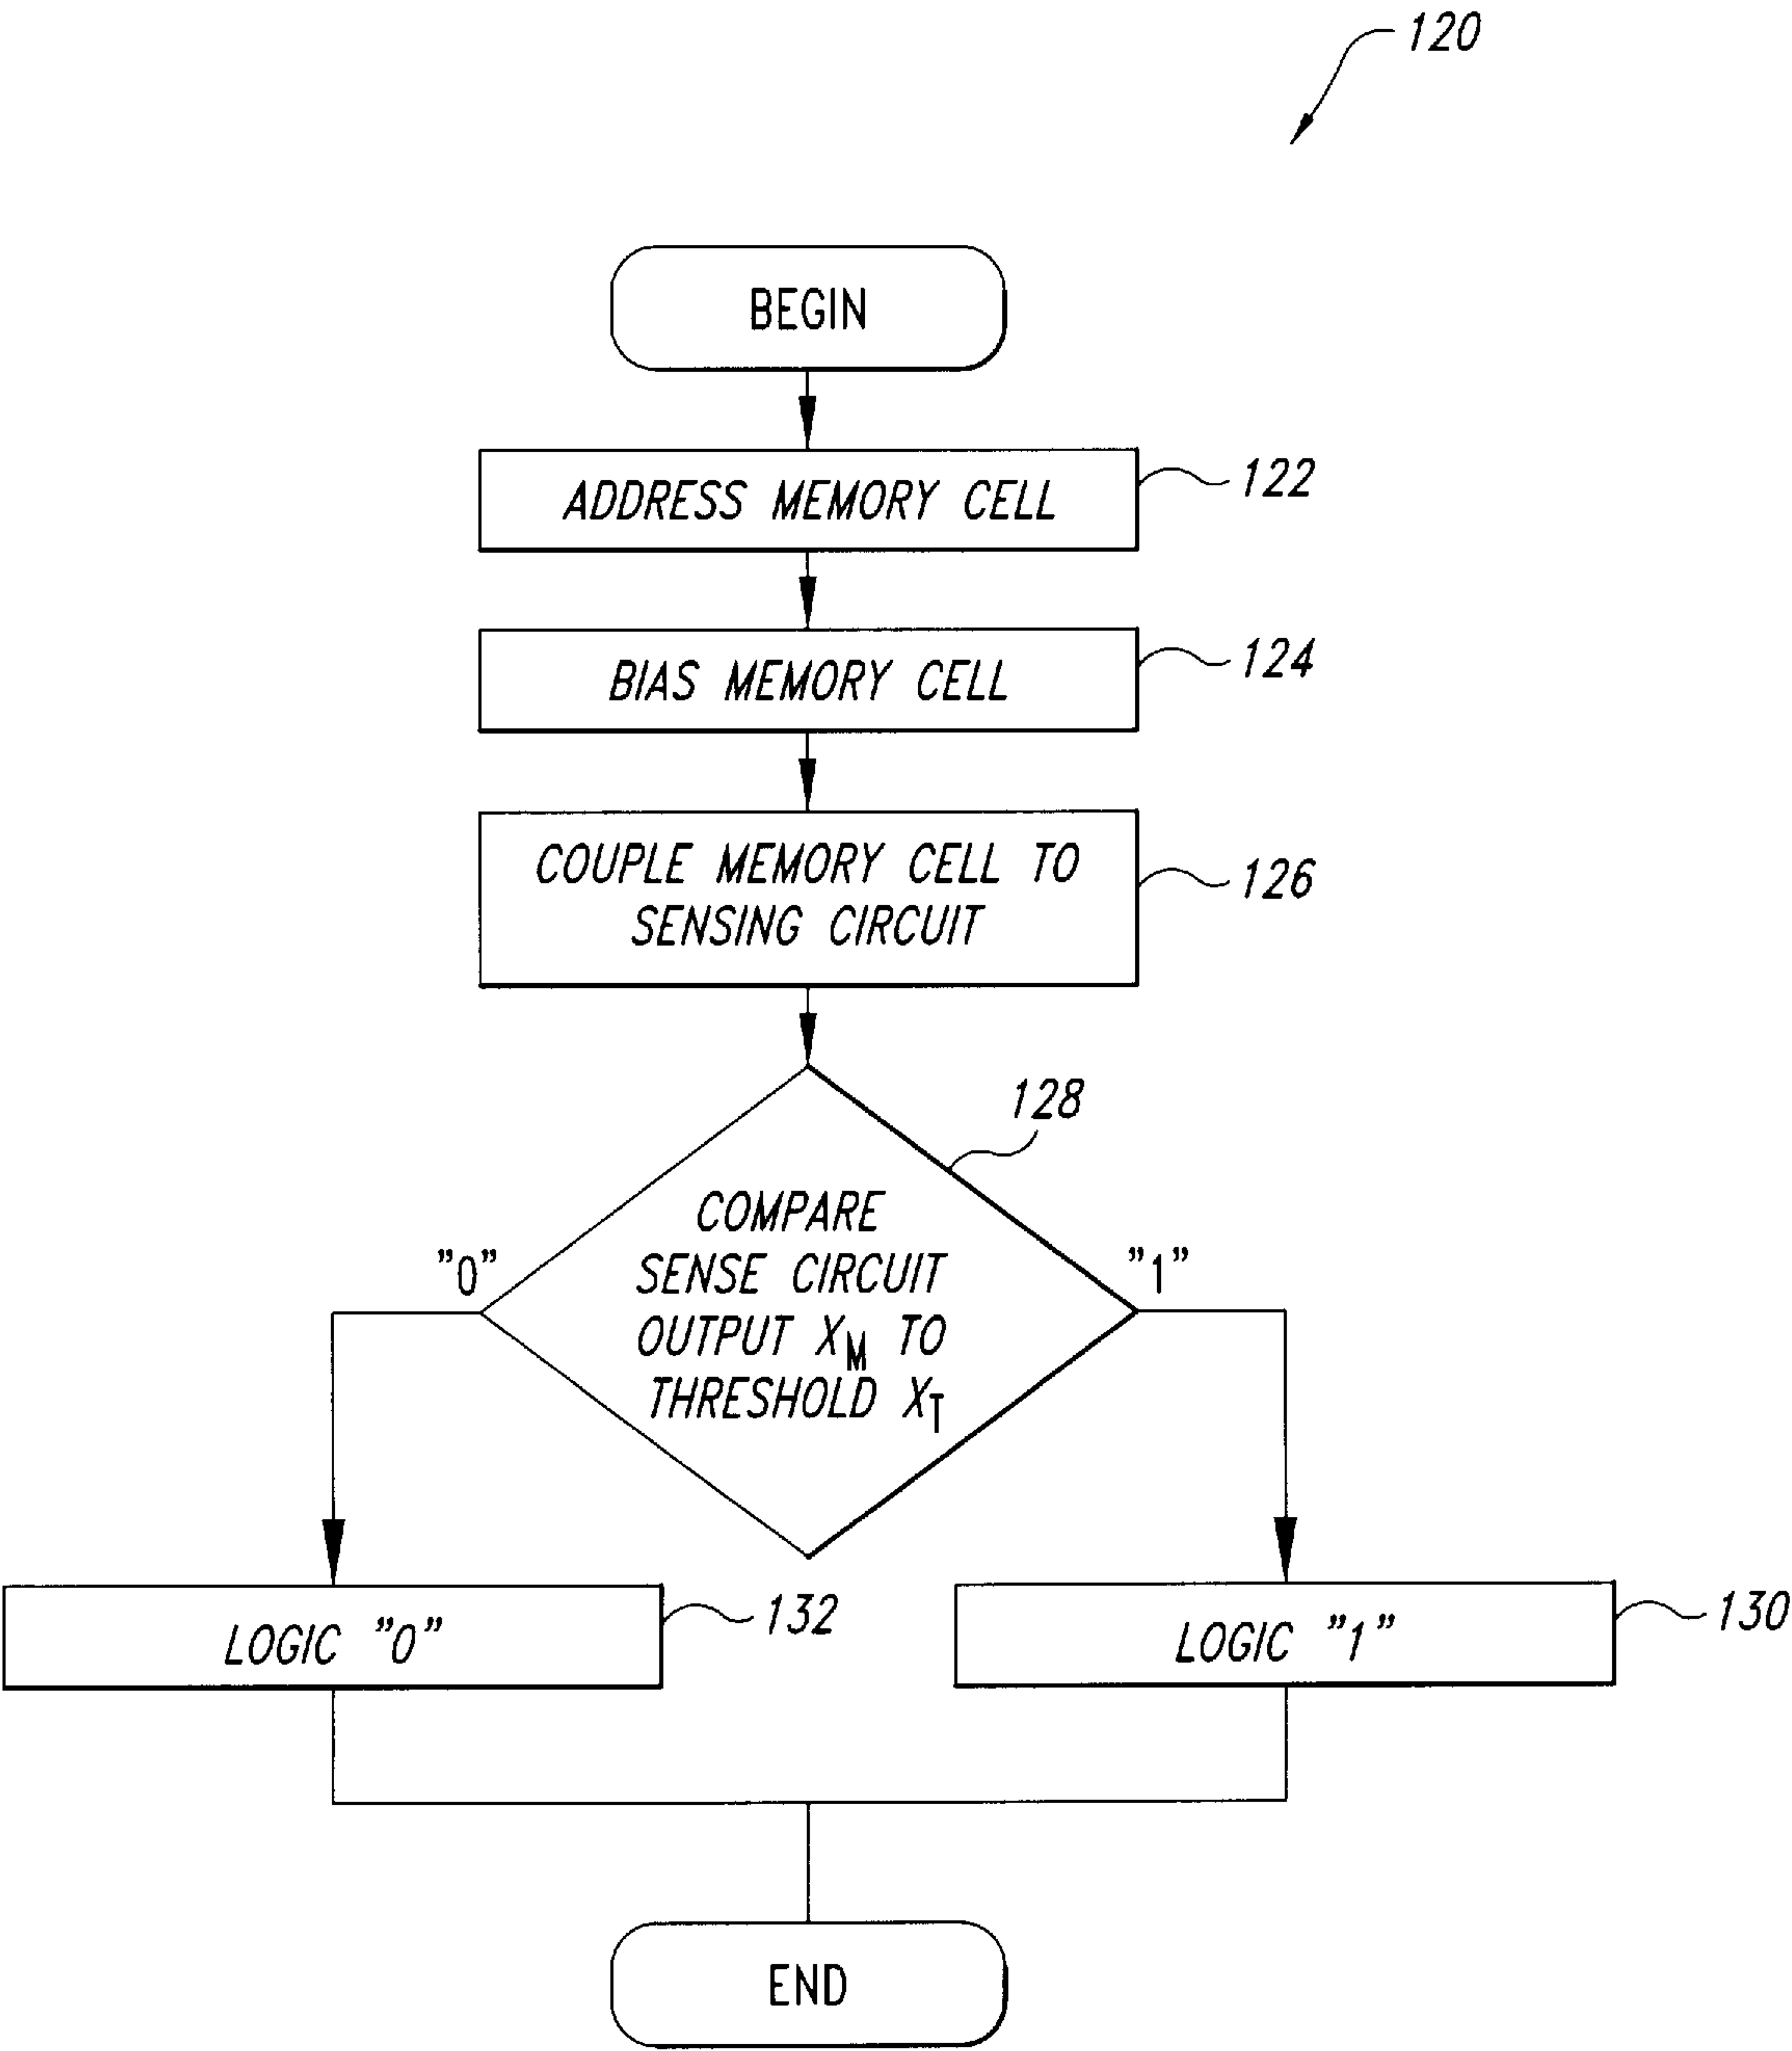 120
BEGIN
ADDRESS MEMORY CELL
122
BIAS MEMORY CELL
124
COUPLE MEMORY CELL TO
SENSING CIRCUIT
126
128
COMPARE
SENSE CIRCUIT
OUTPUT X_M TO
THRESHOLD X_T
"0"
"1"
LOGIC "0"
132
LOGIC "1"
130
END